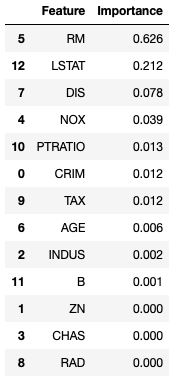 Feature Importance
5 RM 0.626
12 LSTAT 0.212
7 DIS 0.078
4 NOX 0.039
10 PTRATIO 0.013
0 CRIM 0.012
9 TAX 0.012
6 AGE 0.006
2 INDUS 0.002
11 B 0.001
1 ZN 0.000
3 CHAS 0.000
8 RAD 0.000